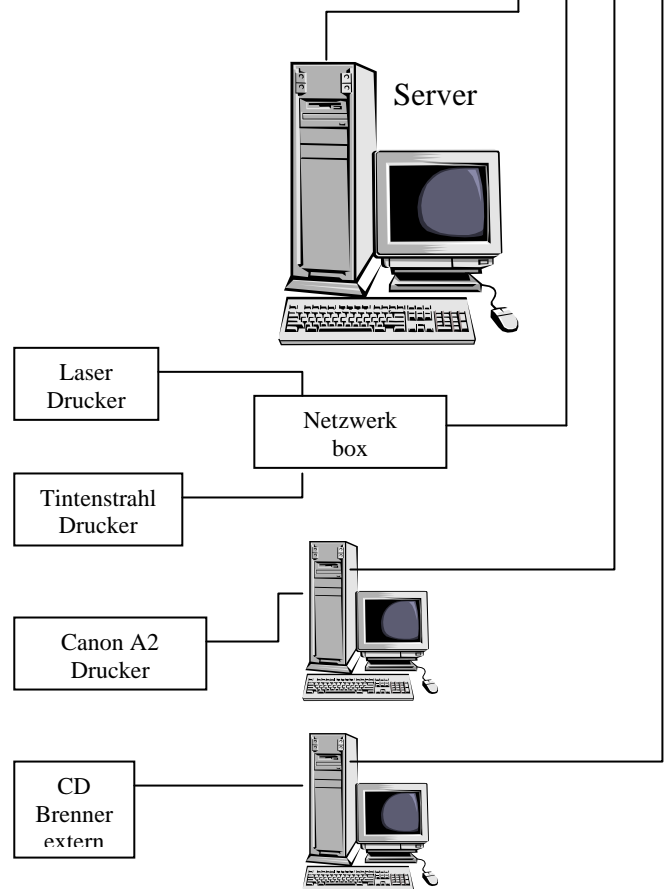 Server
Laser
Drucker
Netzwerk
box
Tintenstrahl
Drucker
Canon A2
Drucker
CD
Brenner
extern